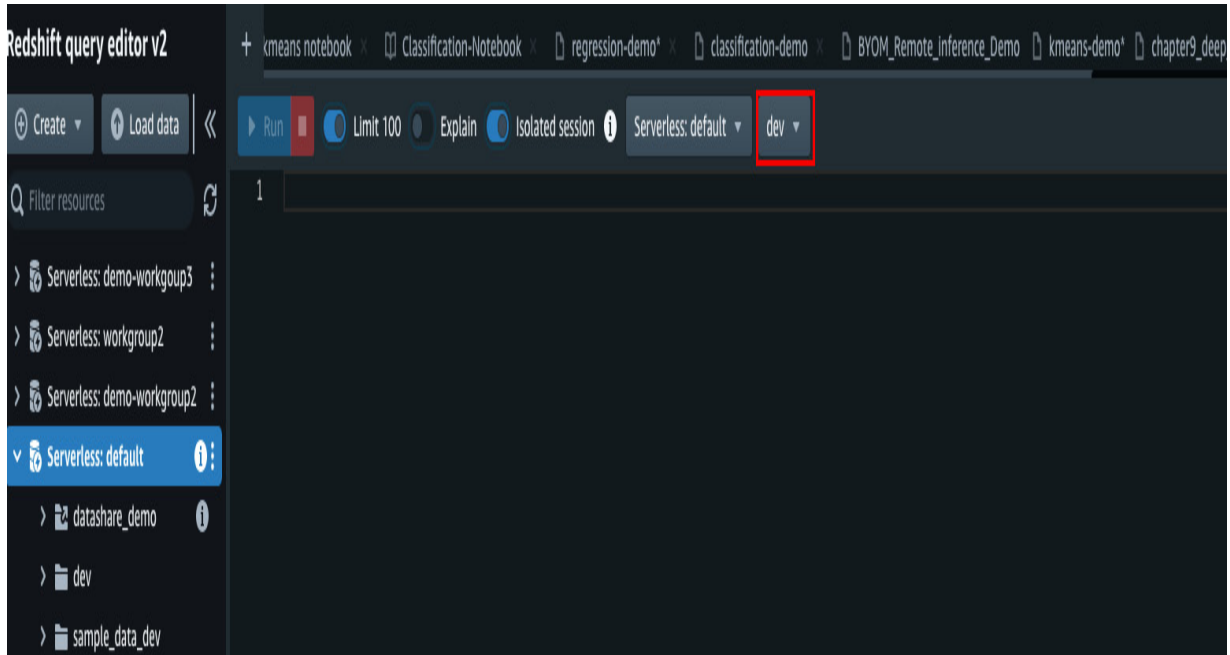 Redshift query editor v2
+ kmeans notebook × Classification-Notebook × regression-demo* × classification-demo × BYOM_Remote_inference_Demo kmeans-demo* chapter9_deep_
Create Load data
Run Limit 100 Explain Isolated session Serverless: default dev
Filter resources
1
Serverless: demo-workgoup3
Serverless: workgroup2
Serverless: demo-workgroup2
Serverless: default
datashare_demo
dev
sample_data_dev